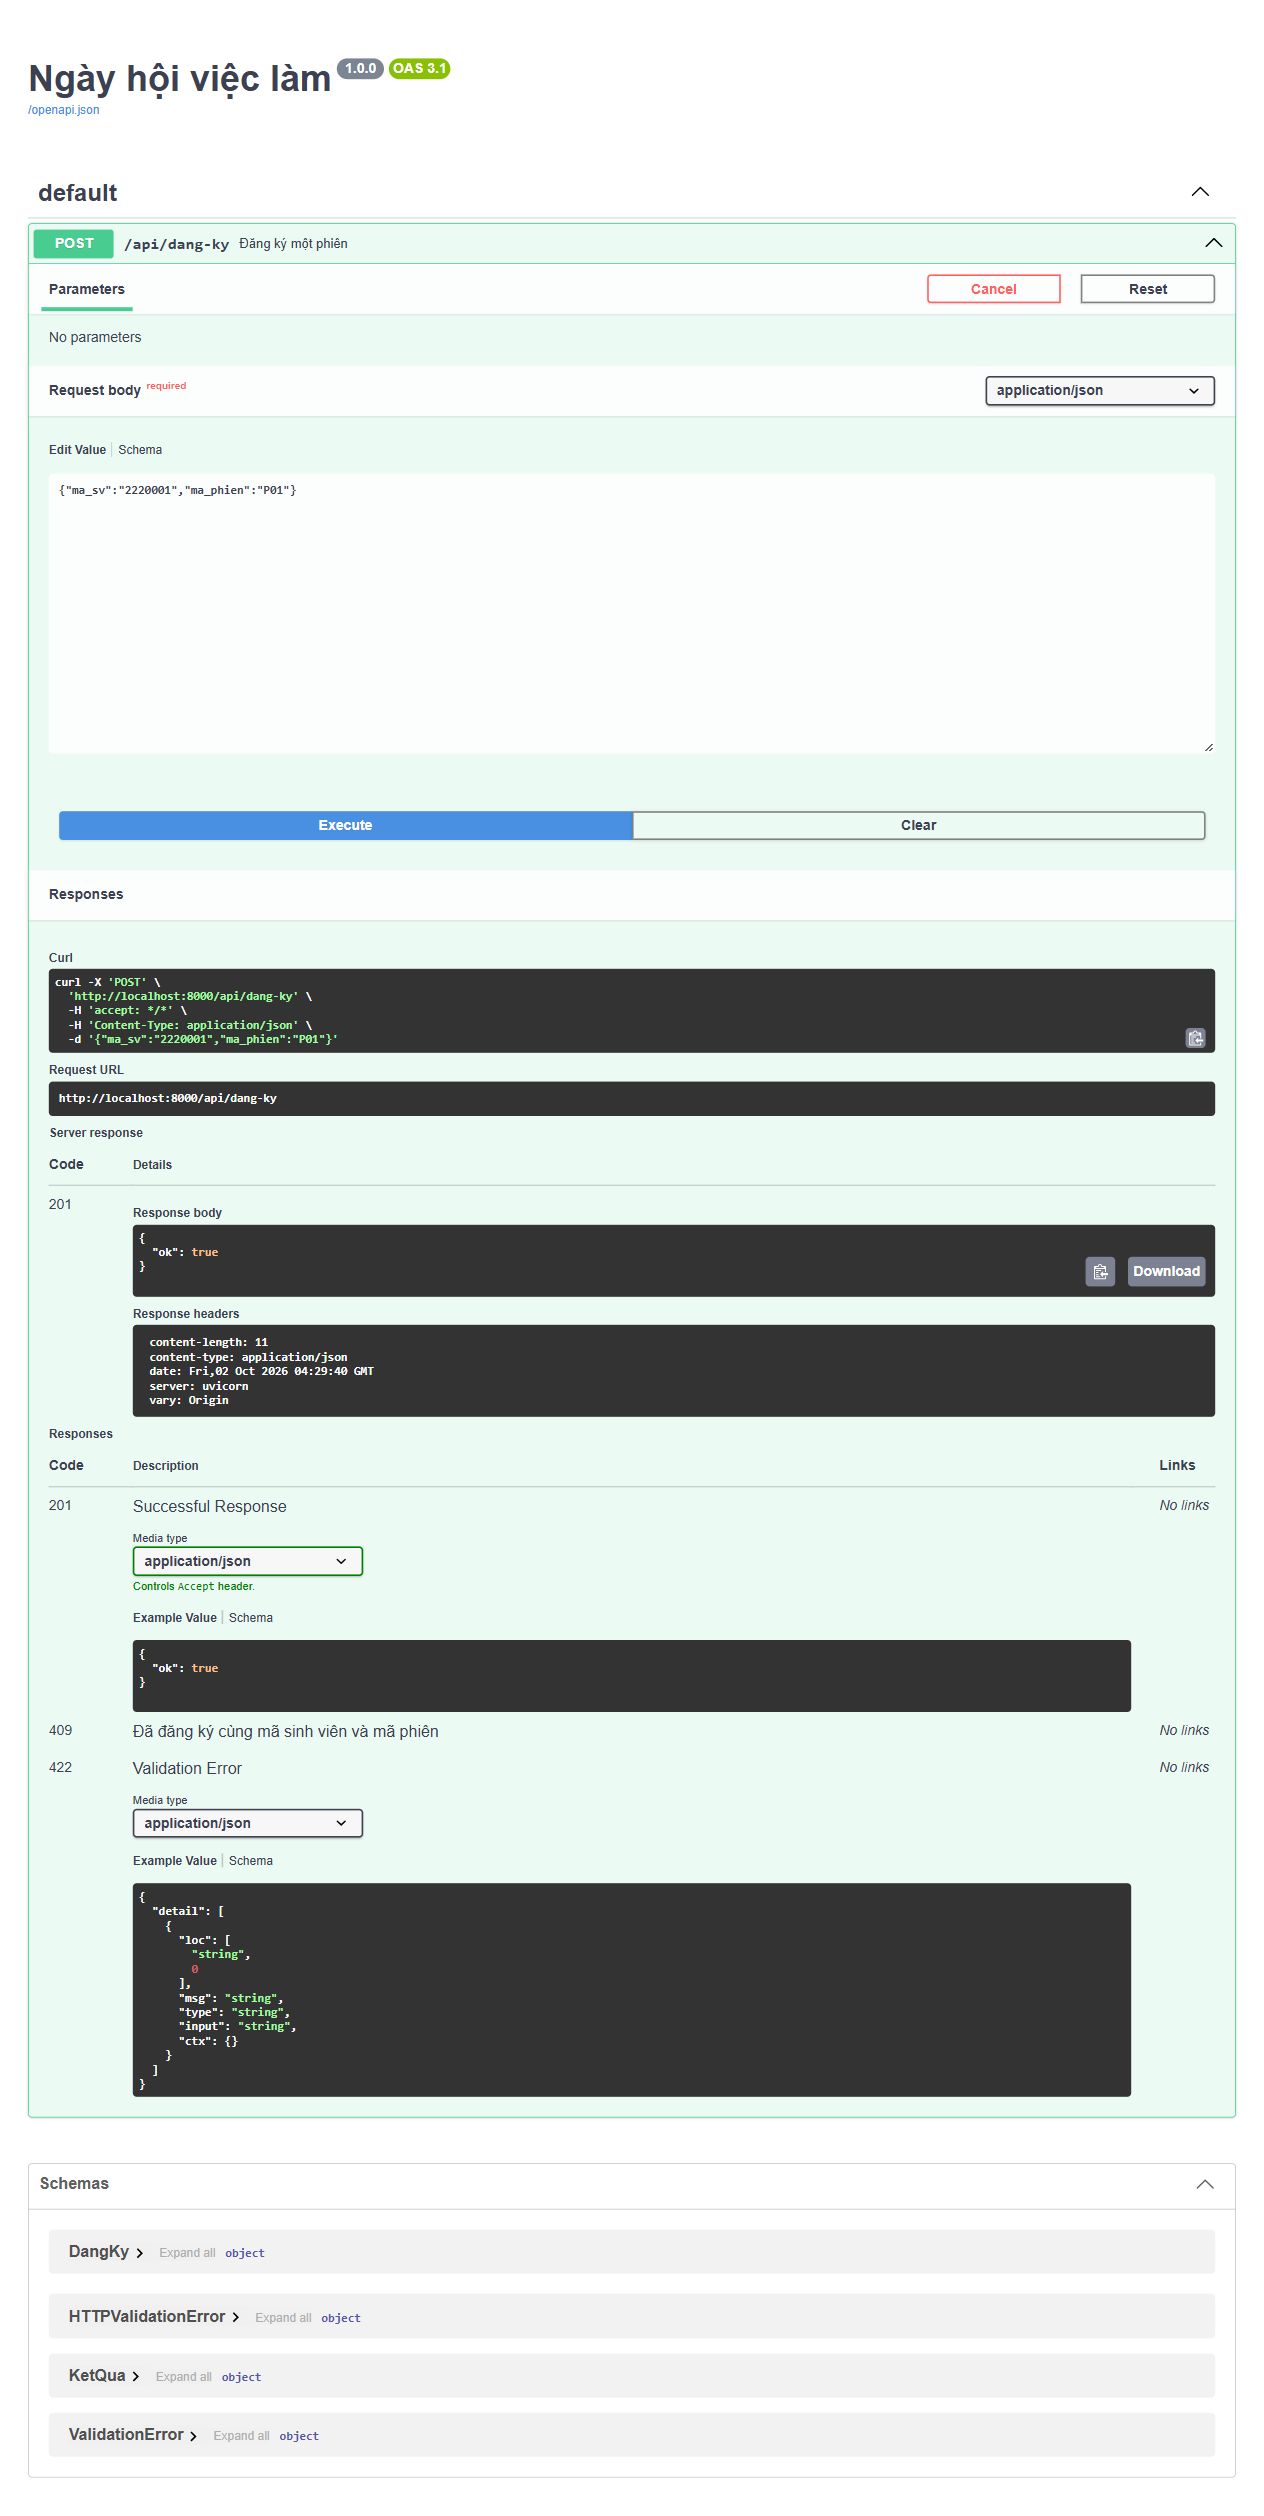 Ngày hội việc làm 1.0.0 OAS 3.1
/openapi.json
default
POST /api/dang-ky Đăng ký một phiên
Parameters Cancel Reset
No parameters
Request body required application/json
Edit Value Schema
{"ma_sv":"2220001","ma_phien":"P01"}
Execute Clear
Responses
Curl
curl -X 'POST' \
'http://localhost:8000/api/dang-ky' \
-H 'accept: */*' \
-H 'Content-Type: application/json' \
-d '{"ma_sv":"2220001","ma_phien":"P01"}'
Request URL
http://localhost:8000/api/dang-ky
Server response
Code Details
201
Response body
{
"ok": true
}
Download
Response headers
content-length: 11
content-type: application/json
date: Fri,02 Oct 2026 04:29:40 GMT
server: uvicorn
vary: Origin
Responses
Code Description Links
201 Successful Response No links
Media type
application/json
Controls Accept header.
Example Value Schema
{
"ok": true
}
409 Đã đăng ký cùng mã sinh viên và mã phiên No links
422 Validation Error No links
Media type
application/json
Example Value Schema
{
"detail": [
{
"loc": [
"string",
0
],
"msg": "string",
"type": "string",
"input": "string",
"ctx": {}
}
]
}
Schemas
DangKy Expand all object
HTTPValidationError Expand all object
KetQua Expand all object
ValidationError Expand all object